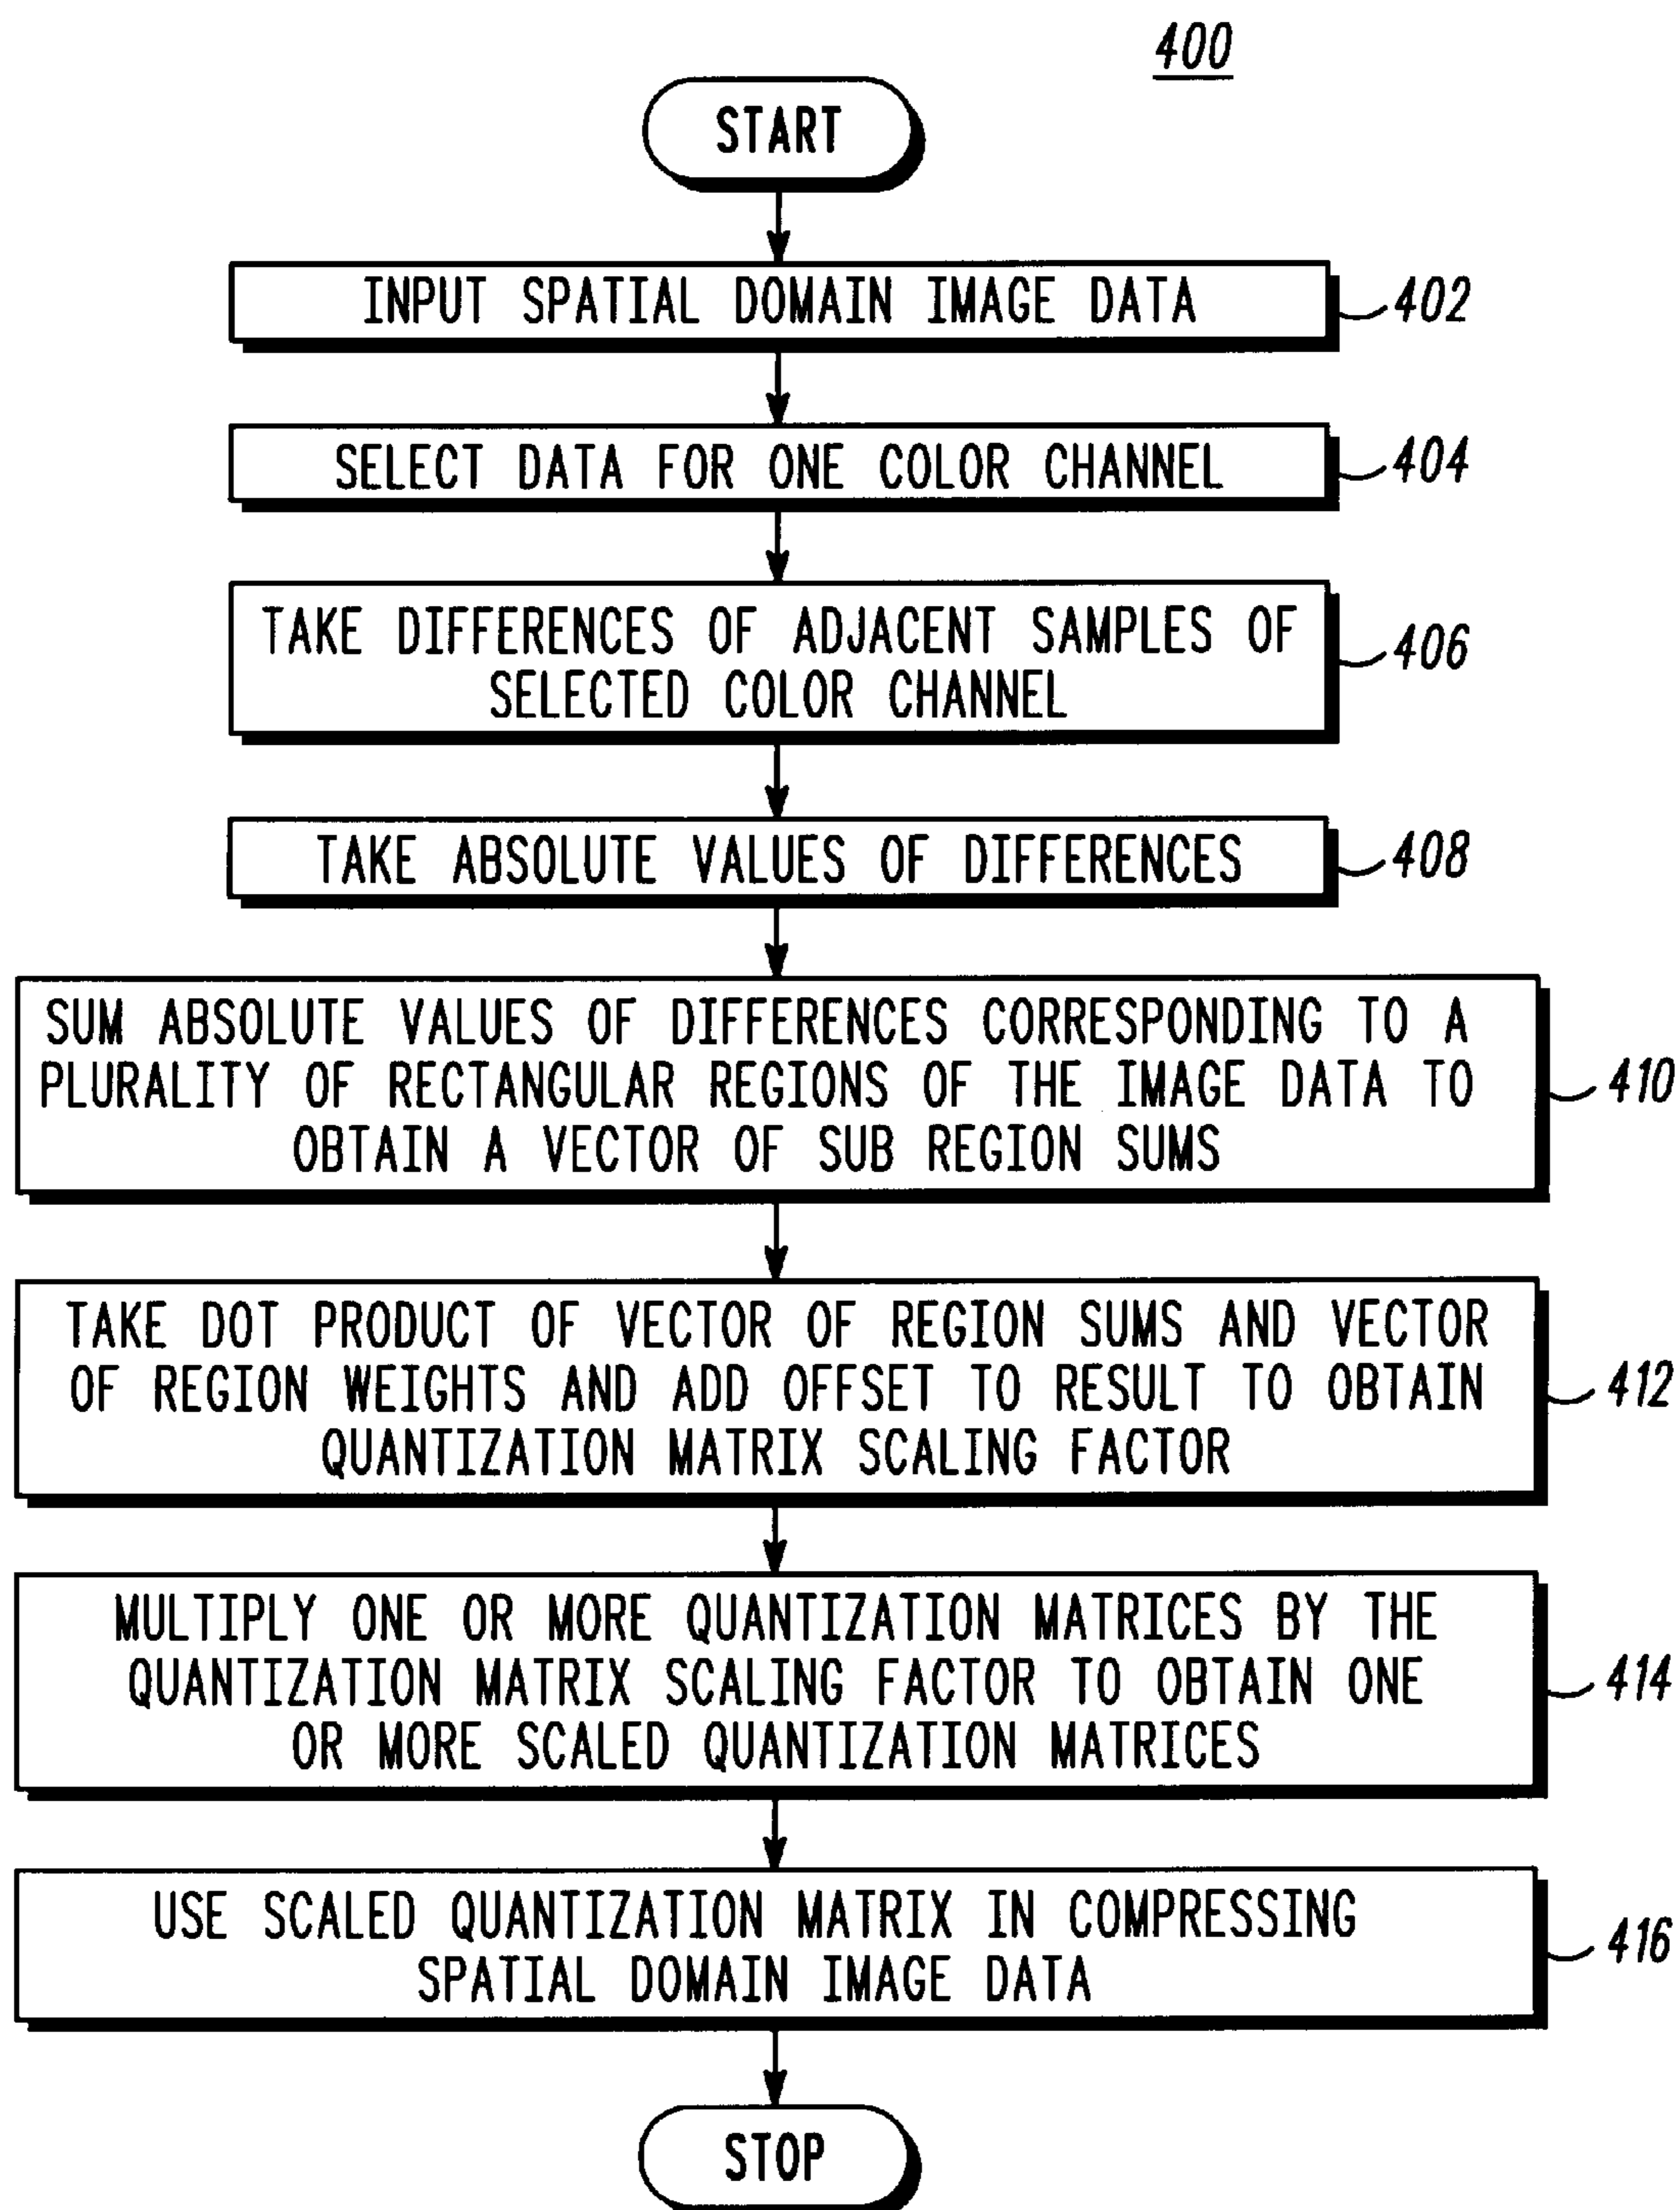 400
START
INPUT SPATIAL DOMAIN IMAGE DATA
402
SELECT DATA FOR ONE COLOR CHANNEL
404
TAKE DIFFERENCES OF ADJACENT SAMPLES OF
SELECTED COLOR CHANNEL
406
TAKE ABSOLUTE VALUES OF DIFFERENCES
408
SUM ABSOLUTE VALUES OF DIFFERENCES CORRESPONDING TO A
PLURALITY OF RECTANGULAR REGIONS OF THE IMAGE DATA TO
OBTAIN A VECTOR OF SUB REGION SUMS
410
TAKE DOT PRODUCT OF VECTOR OF REGION SUMS AND VECTOR
OF REGION WEIGHTS AND ADD OFFSET TO RESULT TO OBTAIN
QUANTIZATION MATRIX SCALING FACTOR
412
MULTIPLY ONE OR MORE QUANTIZATION MATRICES BY THE
QUANTIZATION MATRIX SCALING FACTOR TO OBTAIN ONE
OR MORE SCALED QUANTIZATION MATRICES
414
USE SCALED QUANTIZATION MATRIX IN COMPRESSING
SPATIAL DOMAIN IMAGE DATA
416
STOP